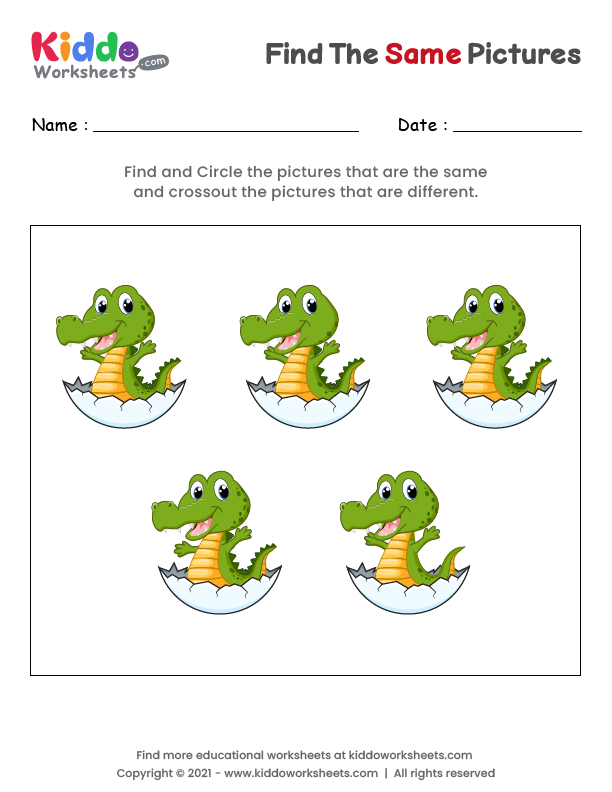 Kiddo
Worksheets.com
Find The Same Pictures
Name :
Date :
Find and Circle the pictures that are the same
and crossout the pictures that are different.
Find more educational worksheets at kiddoworksheets.com
Copyright © 2021 - www.kiddoworksheets.com | All rights reserved